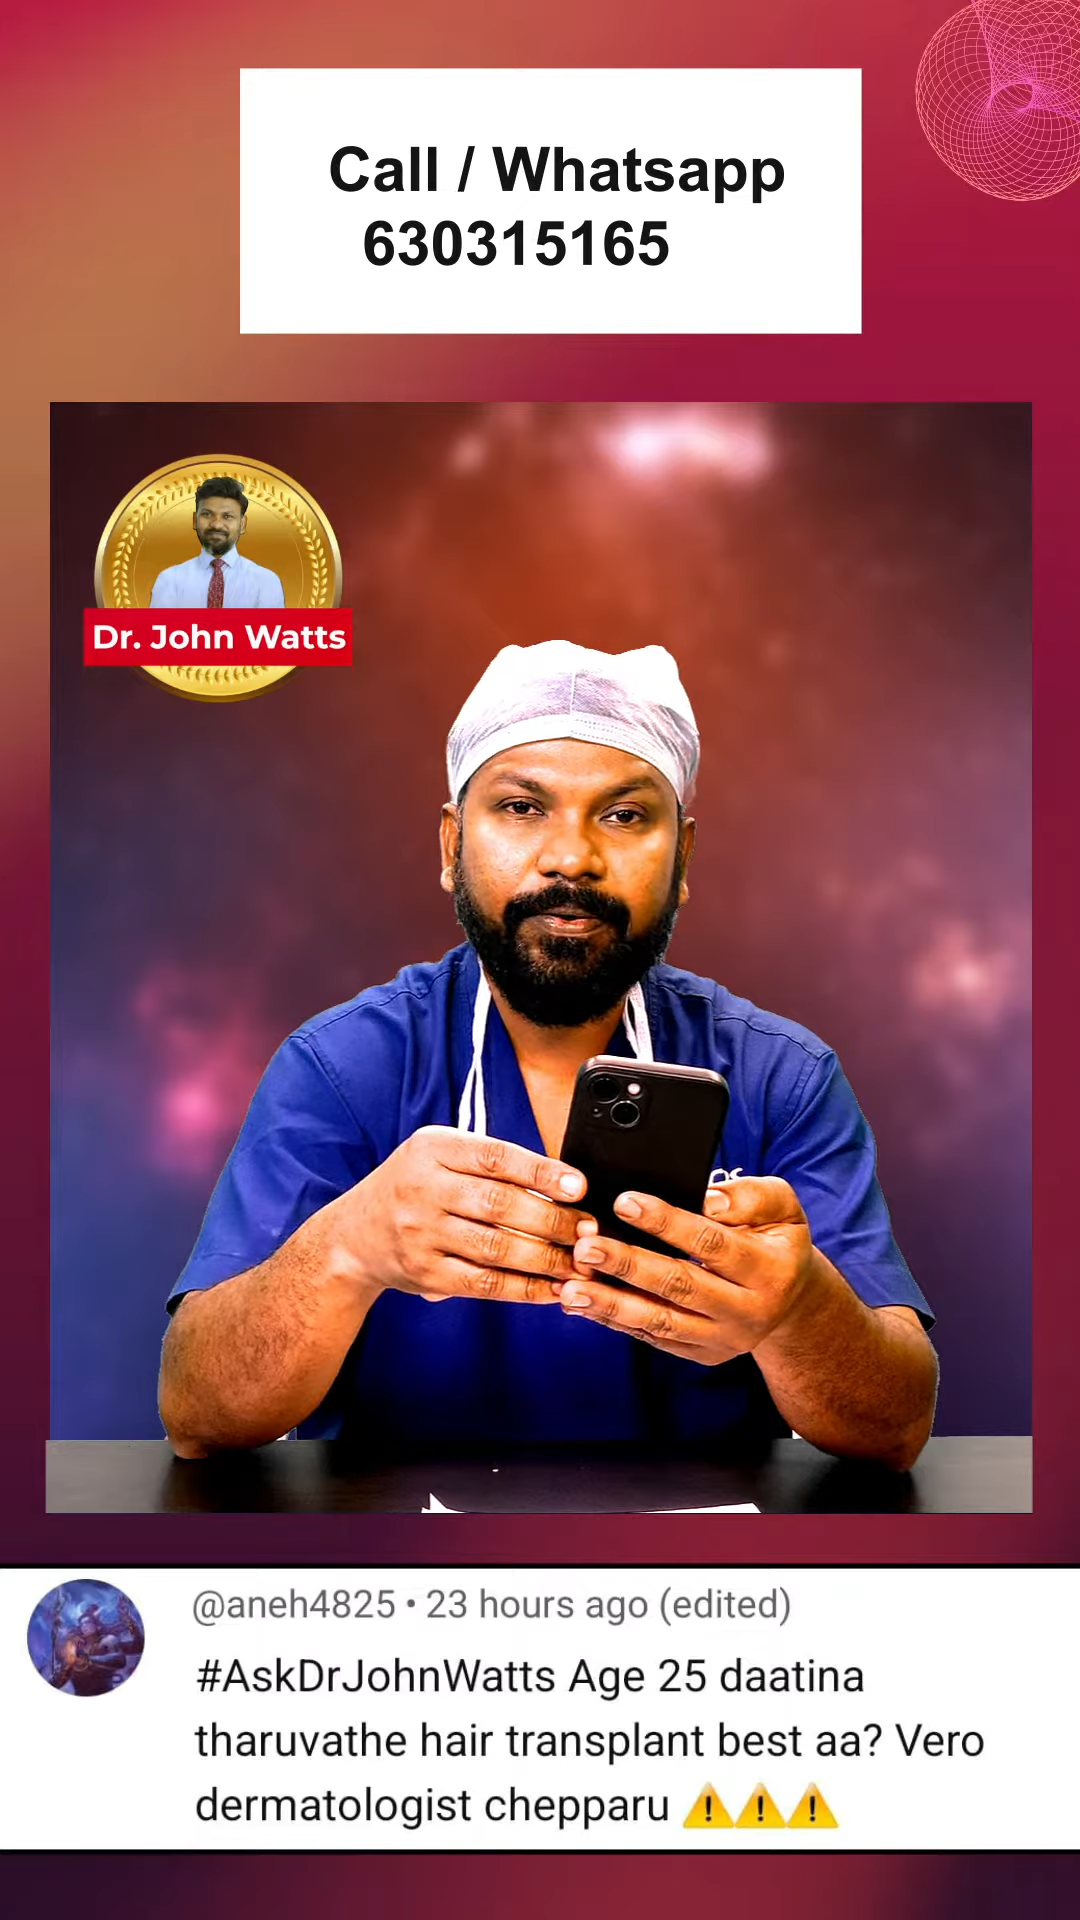 Call / Whatsapp
630315165
Dr. John Watts
@aneh4825 • 23 hours ago (edited)
#AskDrJohnWatts Age 25 daatina
tharuvathe hair transplant best aa? Vero
dermatologist chepparu ⚠️⚠️⚠️